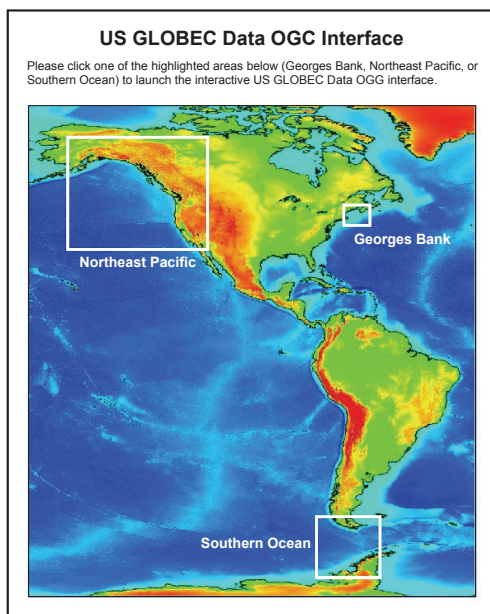 US GLOBEC Data OGC Interface
Please click one of the highlighted areas below (Georges Bank, Northeast Pacific, or
Southern Ocean) to launch the interactive US GLOBEC Data OGG interface.
Georges Bank
Northeast Pacific
Southern Ocean